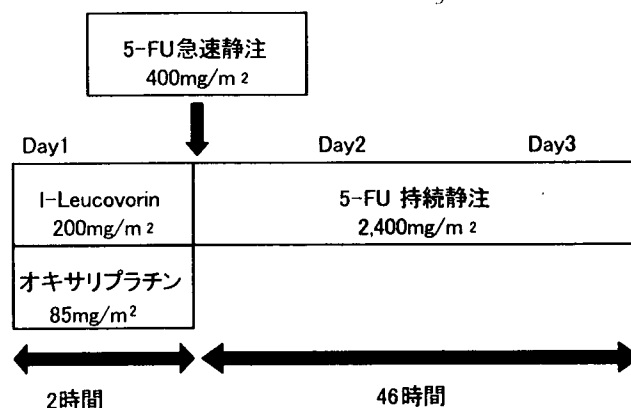 5-FU急速静注
400mg/m²
Day1
Day2
Day3
l-Leucovorin
200mg/m²
5-FU 持続静注
2,400mg/m²
オキサリプラチン
85mg/m²
2時間
46時間